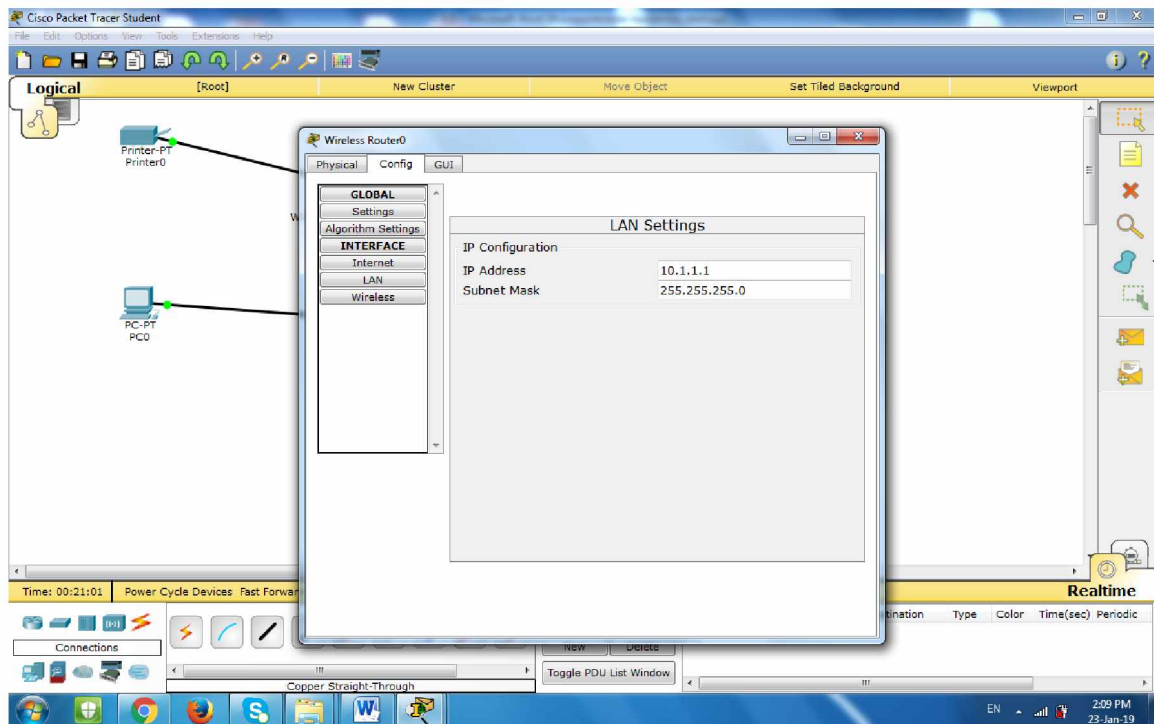 Cisco Packet Tracer Student
File Edit Options View Tools Extensions Help
Logical
[Root]
New Cluster
Move Object
Set Tiled Background
Viewport
Printer-PT
Printer0
W
PC-PT
PC0
Wireless Router0
Physical Config GUI
GLOBAL
Settings
Algorithm Settings
INTERFACE
Internet
LAN
Wireless
LAN Settings
IP Configuration
IP Address 10.1.1.1
Subnet Mask 255.255.255.0
Time: 00:21:01 Power Cycle Devices Fast Forwar
Realtime
Connections
Copper Straight-Through
New Delete
Toggle PDU List Window
tination Type Color Time(sec) Periodic
EN
2:09 PM
23-Jan-19